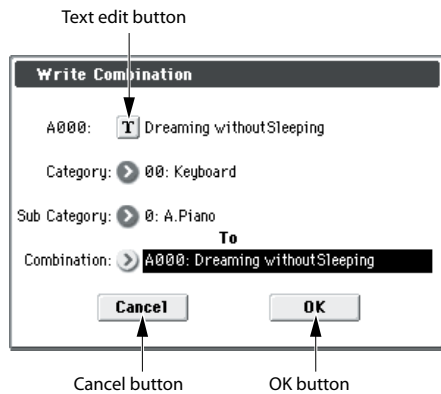 Text edit button
Write Combination
A000: T Dreaming withoutSleeping
Category: 00: Keyboard
Sub Category: 0: A.Piano
To
Combination: A000: Dreaming withoutSleeping
Cancel OK
Cancel button OK button